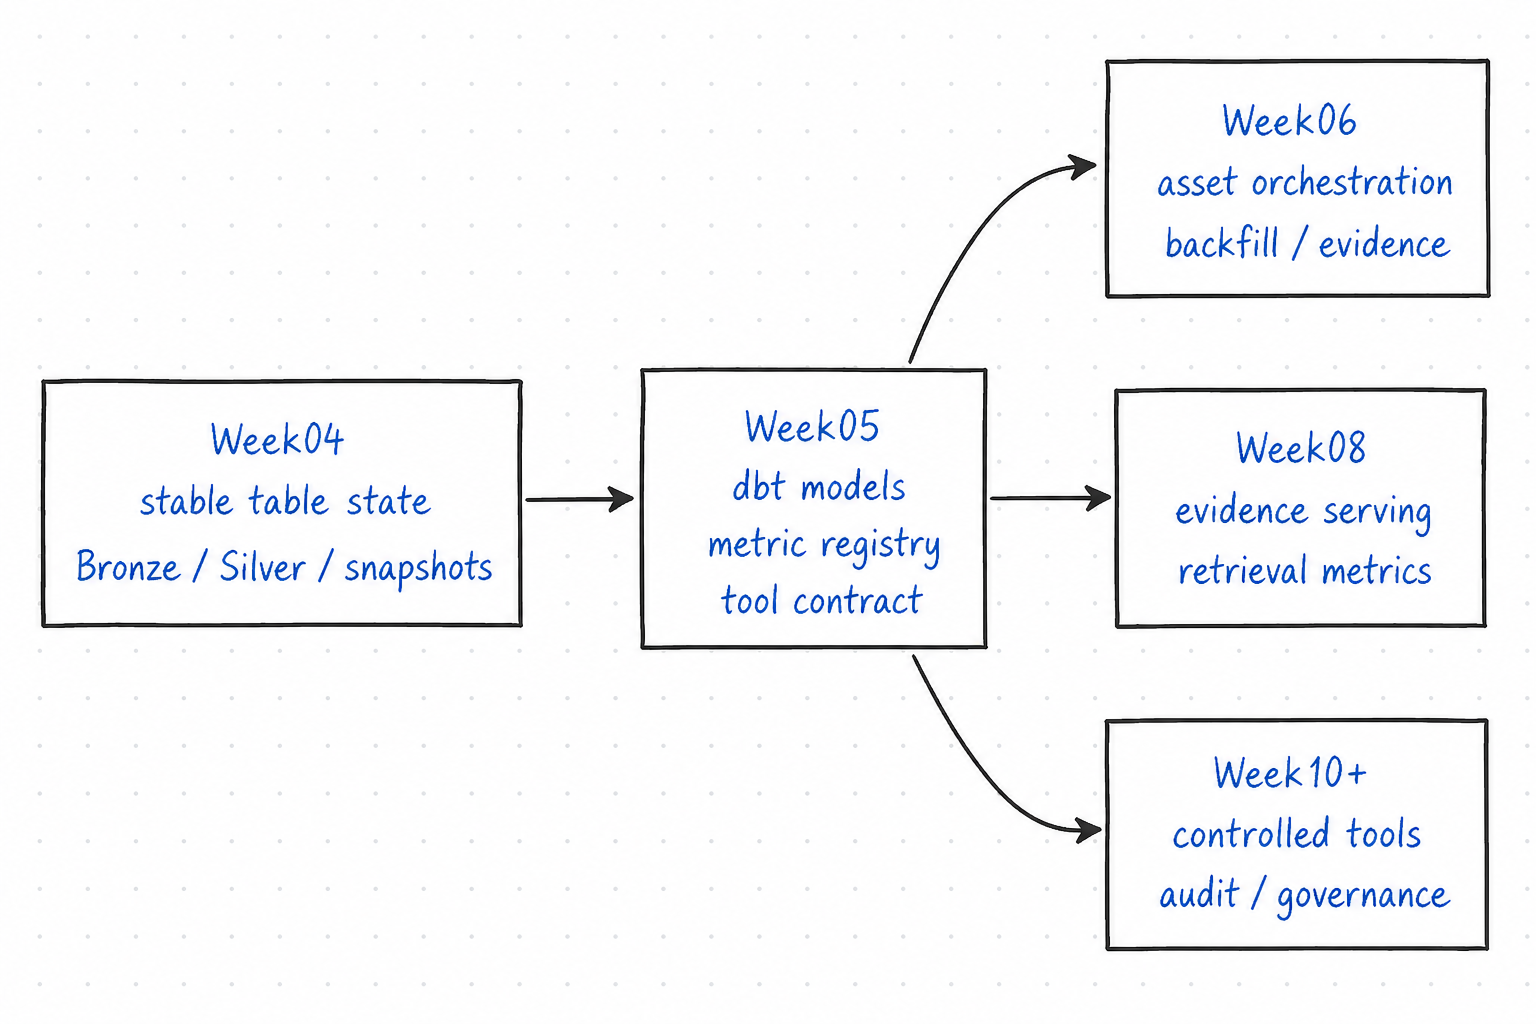 Week04
stable table state
Bronze / Silver / snapshots
Week05
dbt models
metric registry
tool contract
Week06
asset orchestration
backfill / evidence
Week08
evidence serving
retrieval metrics
Week10+
controlled tools
audit / governance